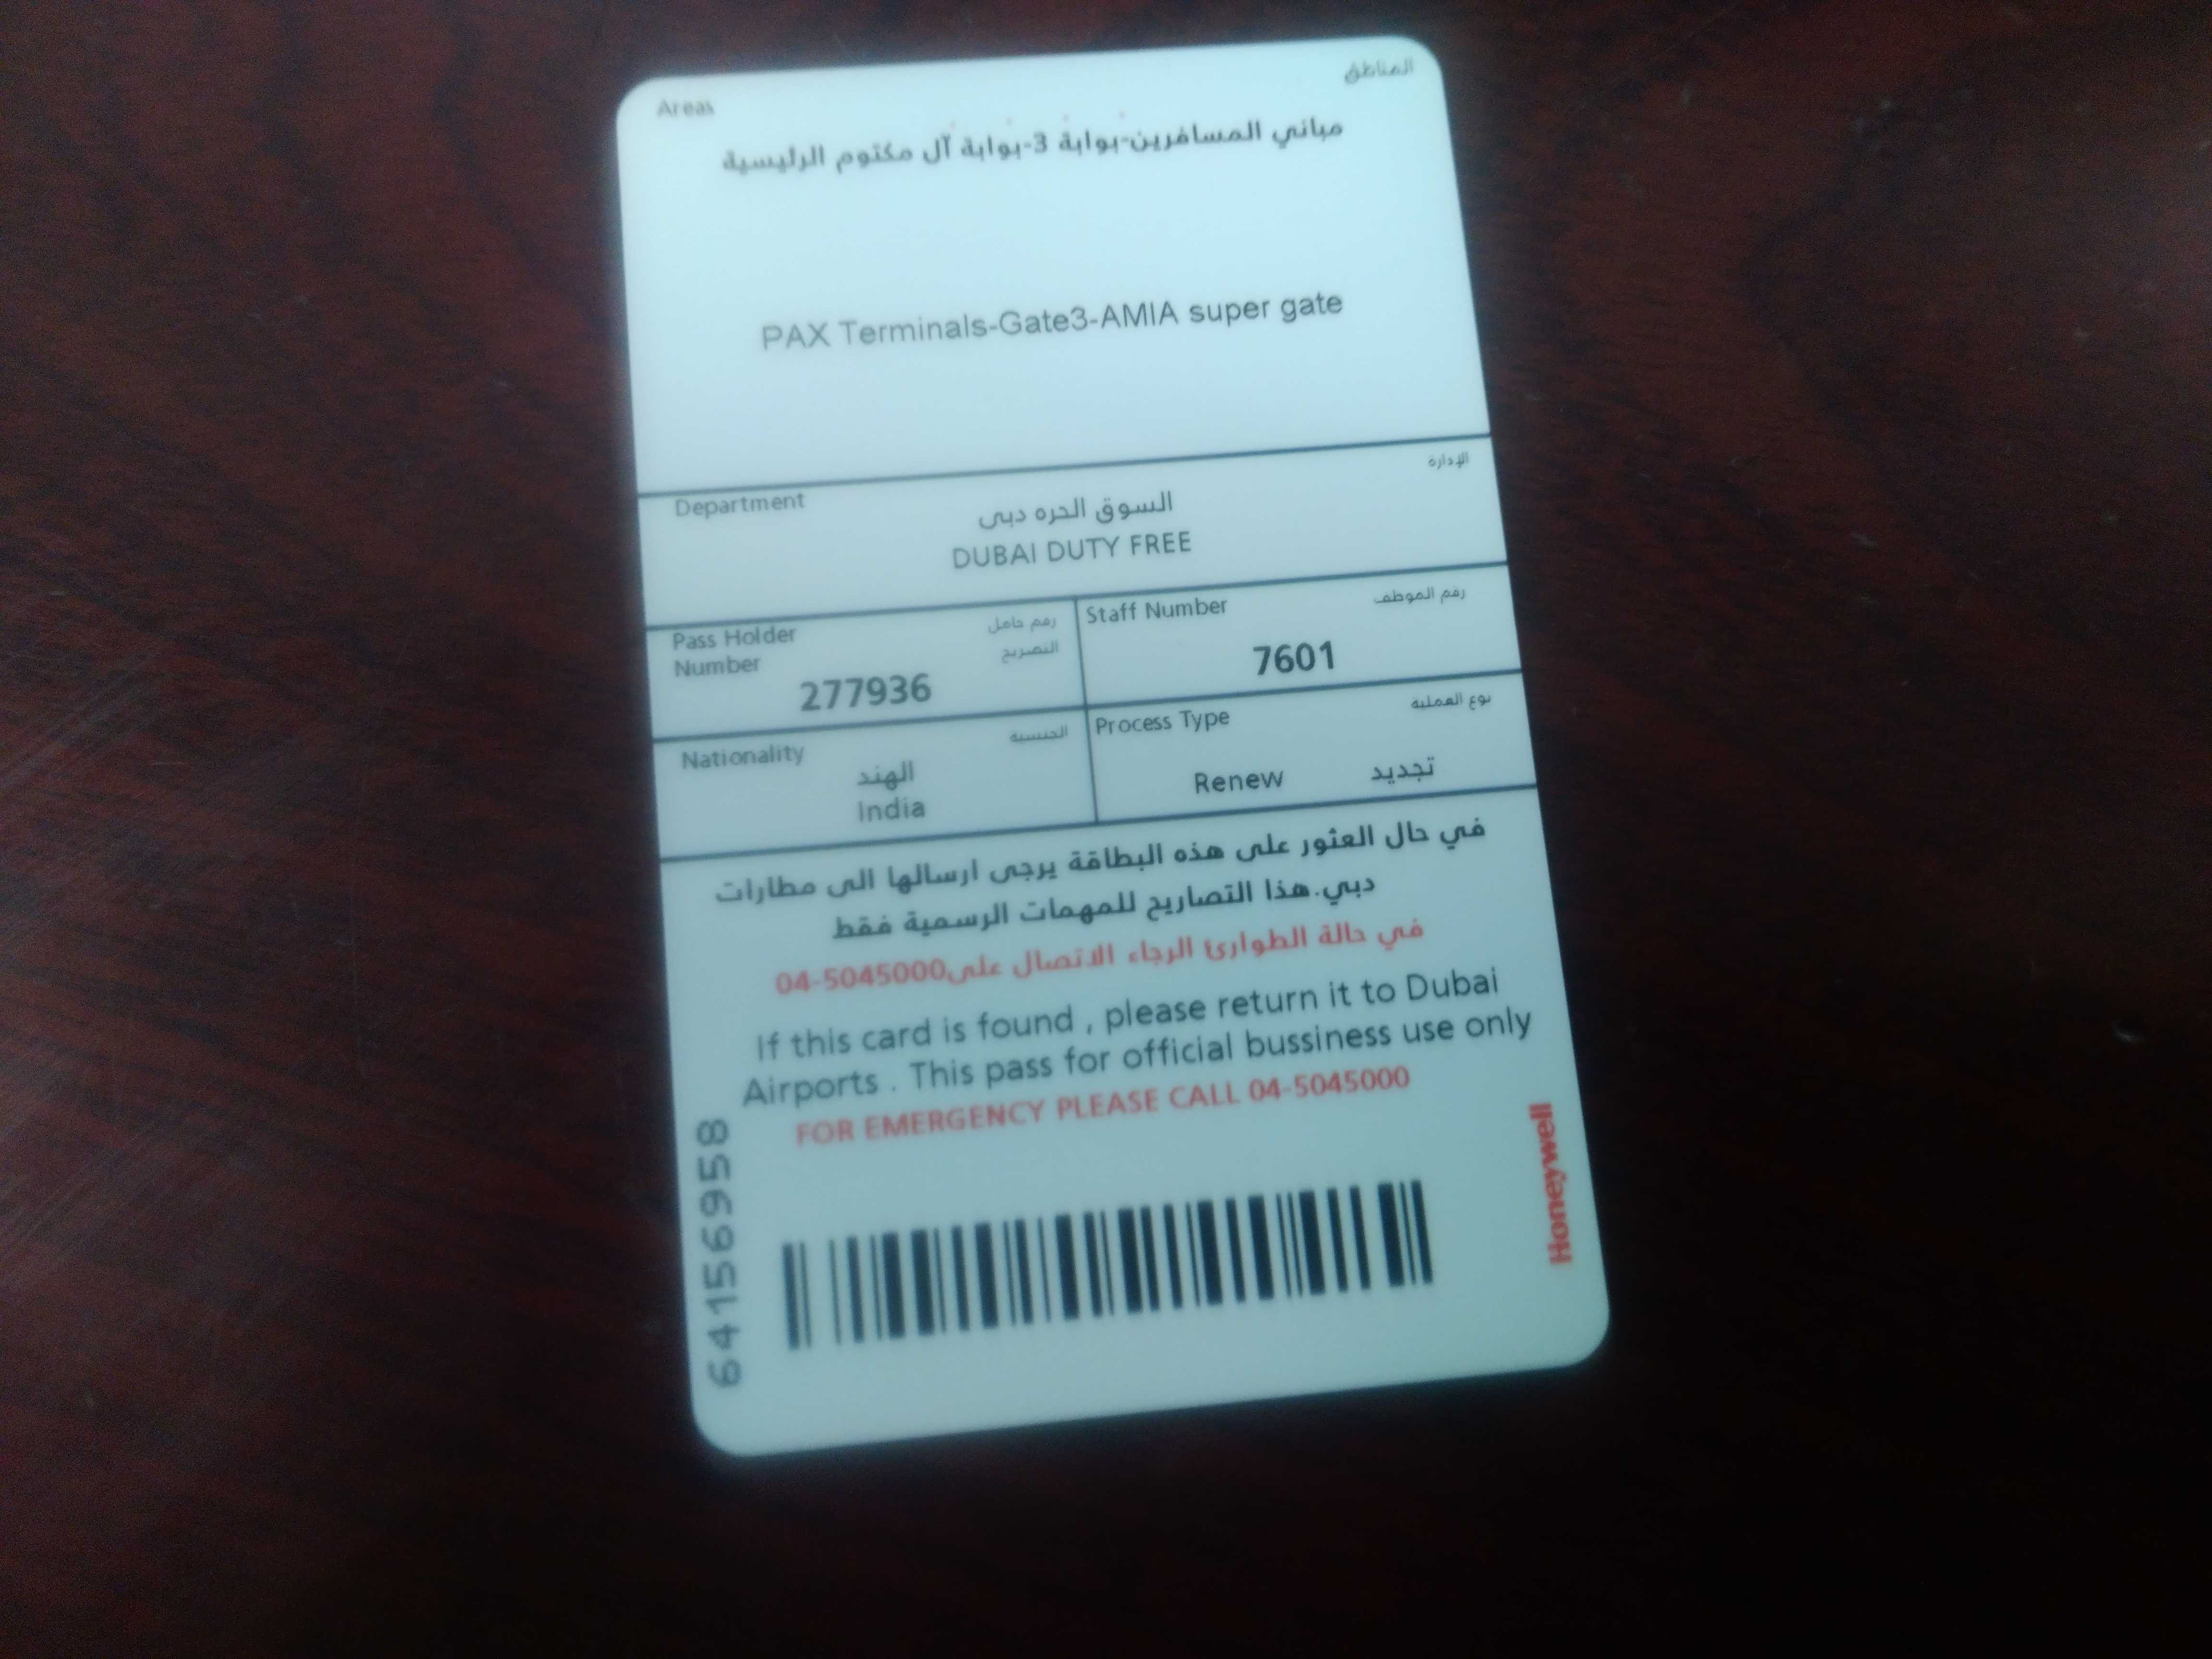 Areas
المناطق
مباني المسافرين-بوابة 3-بوابة آل مكتوم الرئيسية
PAX Terminals-Gate3-AMIA super gate
Department
الإدارة
السوق الحره دبى
DUBAI DUTY FREE
Pass Holder Number
رقم حامل التصريح
277936
Staff Number
رقم الموظف
7601
Nationality
الجنسية
الهند
India
Process Type
نوع العملية
Renew
تجديد
في حال العثور على هذه البطاقة يرجى ارسالها الى مطارات
دبي.هذا التصاريح للمهمات الرسمية فقط
في حالة الطوارئ الرجاء الاتصال على04-5045000
If this card is found , please return it to Dubai
Airports . This pass for official bussiness use only
FOR EMERGENCY PLEASE CALL 04-5045000
64156958
Honeywell